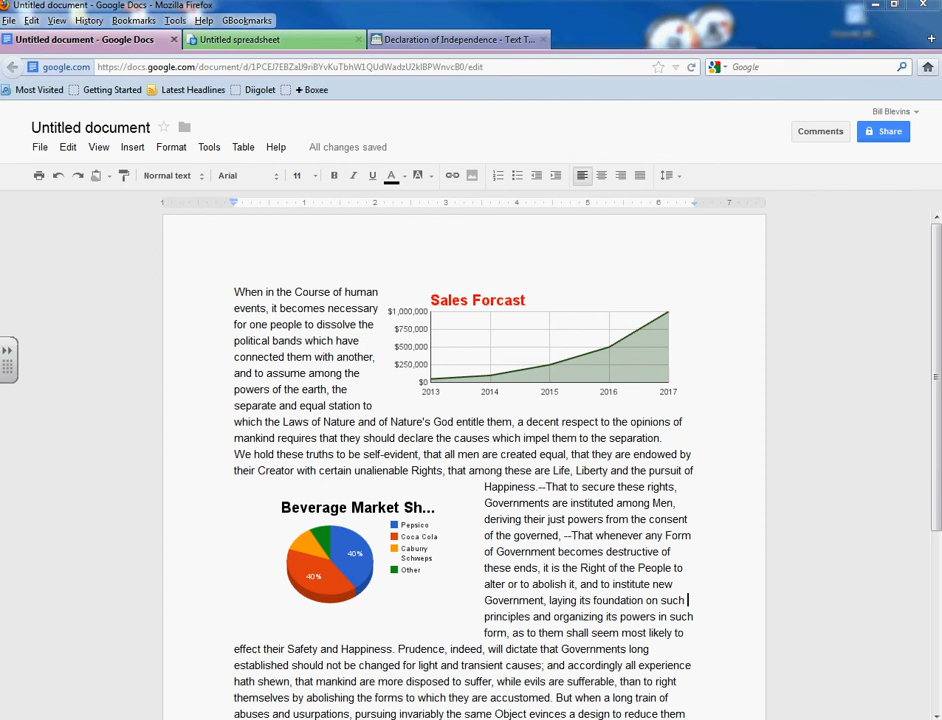 Untitled document - Google Docs - Mozilla Firefox
File Edit View History Bookmarks Tools Help GBookmarks
Untitled document - Google Docs × Untitled spreadsheet × Declaration of Independence - Text T... ×
google.com https://docs.google.com/document/d/ /edit Google
Most Visited Getting Started Latest Headlines Diigolet + Boxee
Bill Blevins
Untitled document
Comments Share
File Edit View Insert Format Tools Table Help All changes saved
Normal text Arial 11 B I U A A
1 1 2 3 4 5 6 7
When in the Course of human
events, it becomes necessary
for one people to dissolve the
political bands which have
connected them with another,
and to assume among the
powers of the earth, the
separate and equal station to
Sales Forcast
$1,000,000
$750,000
$500,000
$250,000
$0
2013 2014 2015 2016 2017
which the Laws of Nature and of Nature's God entitle them, a decent respect to the opinions of
mankind requires that they should declare the causes which impel them to the separation.
We hold these truths to be self-evident, that all men are created equal, that they are endowed by
their Creator with certain unalienable Rights, that among these are Life, Liberty and the pursuit of
Beverage Market Sh...
Pepsico
Coca Cola
Cabury
Schweps
Other
40%
40%
Happiness.--That to secure these rights,
Governments are instituted among Men,
deriving their just powers from the consent
of the governed, --That whenever any Form
of Government becomes destructive of
these ends, it is the Right of the People to
alter or to abolish it, and to institute new
Government, laying its foundation on such
principles and organizing its powers in such
form, as to them shall seem most likely to
effect their Safety and Happiness. Prudence, indeed, will dictate that Governments long
established should not be changed for light and transient causes; and accordingly all experience
hath shewn, that mankind are more disposed to suffer, while evils are sufferable, than to right
themselves by abolishing the forms to which they are accustomed. But when a long train of
abuses and usurpations, pursuing invariably the same Object evinces a design to reduce them